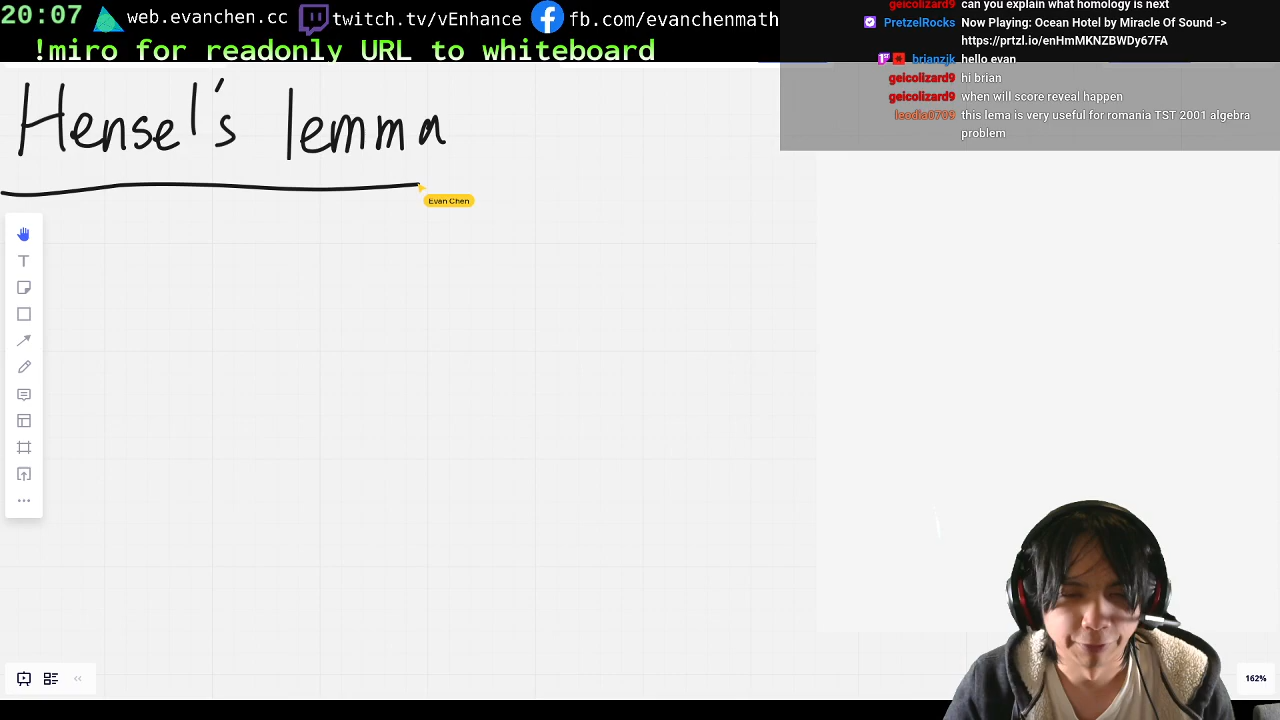 20:07 web.evanchen.cc twitch.tv/vEnhance fb.com/evanchenmath
!miro for readonly URL to whiteboard
can you explain what homology is next
PretzelRocks Now Playing: Ocean Hotel by Miracle Of Sound ->
https://prtzl.io/enHmMKNZBWDy67FA
brianzjk hello evan
geicolizard9 hi brian
geicolizard9 when will score reveal happen
leodia0709 this lema is very useful for romania TST 2001 algebra
problem
Hensel's lemma
Evan Chen
162%